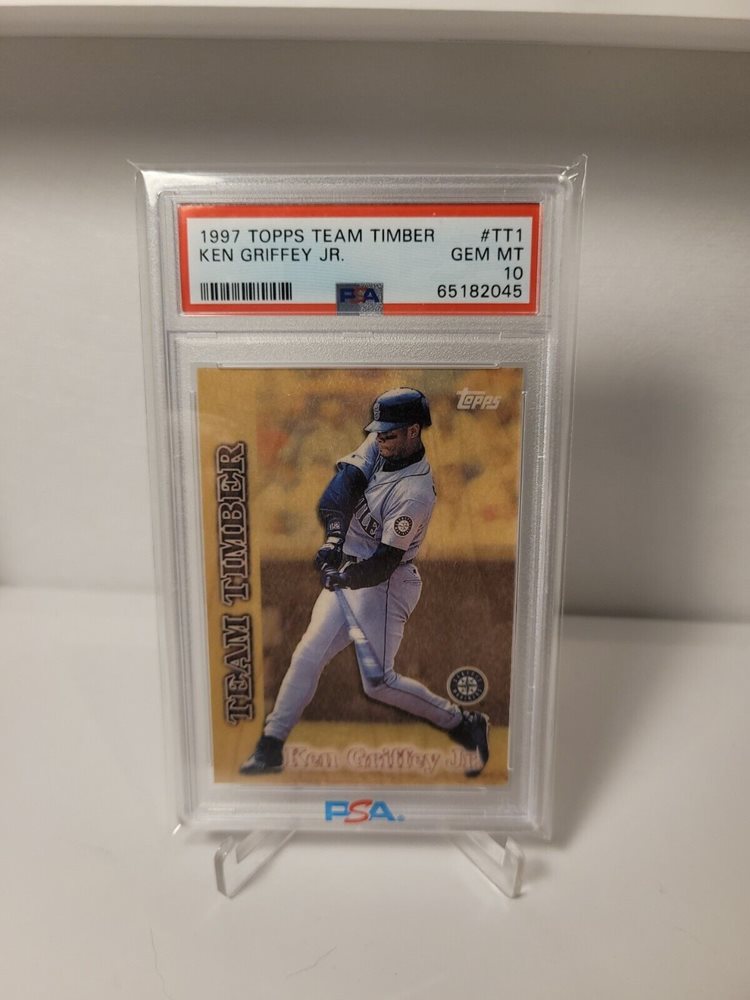 1997 TOPPS TEAM TIMBER #TT1
KEN GRIFFEY JR. GEM MT
10
PSA 65182045
Topps
TEAM TIMBER
Ken Griffey Jr.
PSA